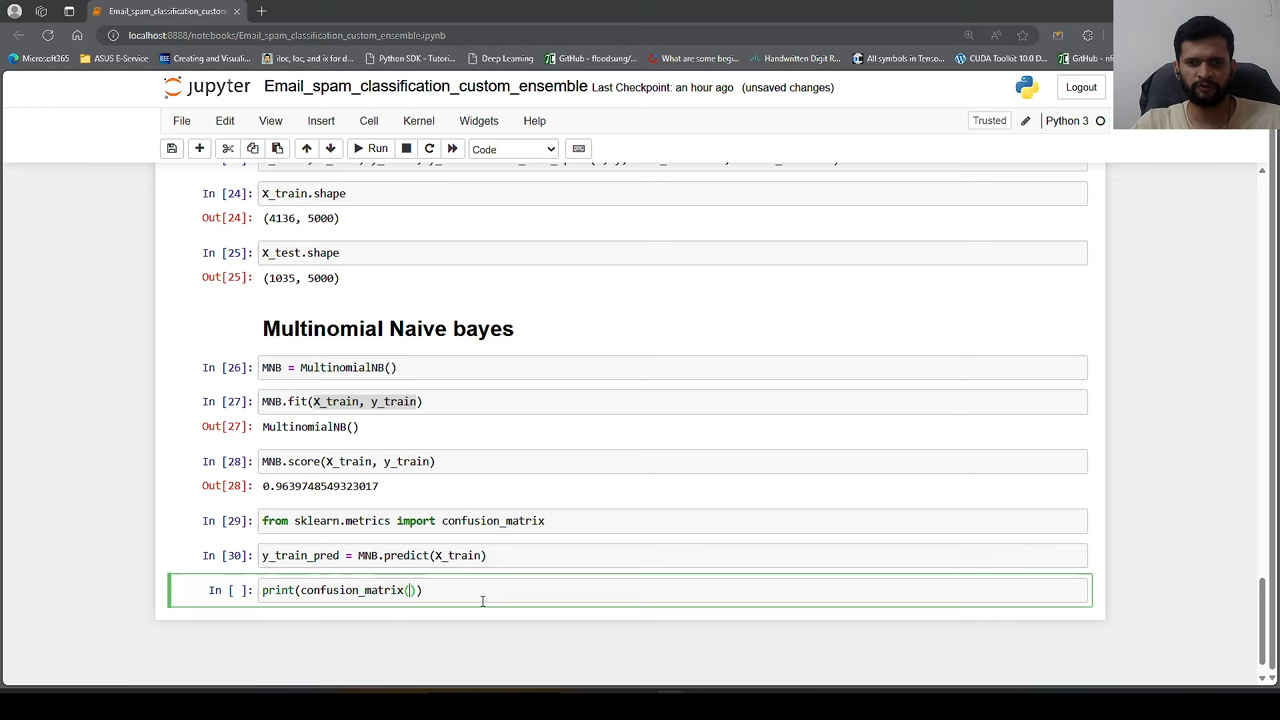 Email_spam_classification_custom
localhost:8888/notebooks/Email_spam_classification_custom_ensemble.ipynb
Microsoft365 ASUS E-Service Creating and Visuali... iloc, loc, and ix for d... Python SDK - Tutori... Deep Learning GitHub - floodsung/... What are some begi... Handwritten Digit R... All symbols in Tenso... CUDA Toolkit 10.0 D... GitHub - nf
jupyter Email_spam_classification_custom_ensemble Last Checkpoint: an hour ago (unsaved changes) Logout
File Edit View Insert Cell Kernel Widgets Help Trusted Python 3
Run Code
In [24]: X_train.shape
Out[24]: (4136, 5000)
In [25]: X_test.shape
Out[25]: (1035, 5000)
Multinomial Naive bayes
In [26]: MNB = MultinomialNB()
In [27]: MNB.fit(X_train, y_train)
Out[27]: MultinomialNB()
In [28]: MNB.score(X_train, y_train)
Out[28]: 0.9639748549323017
In [29]: from sklearn.metrics import confusion_matrix
In [30]: y_train_pred = MNB.predict(X_train)
In [ ]: print(confusion_matrix())